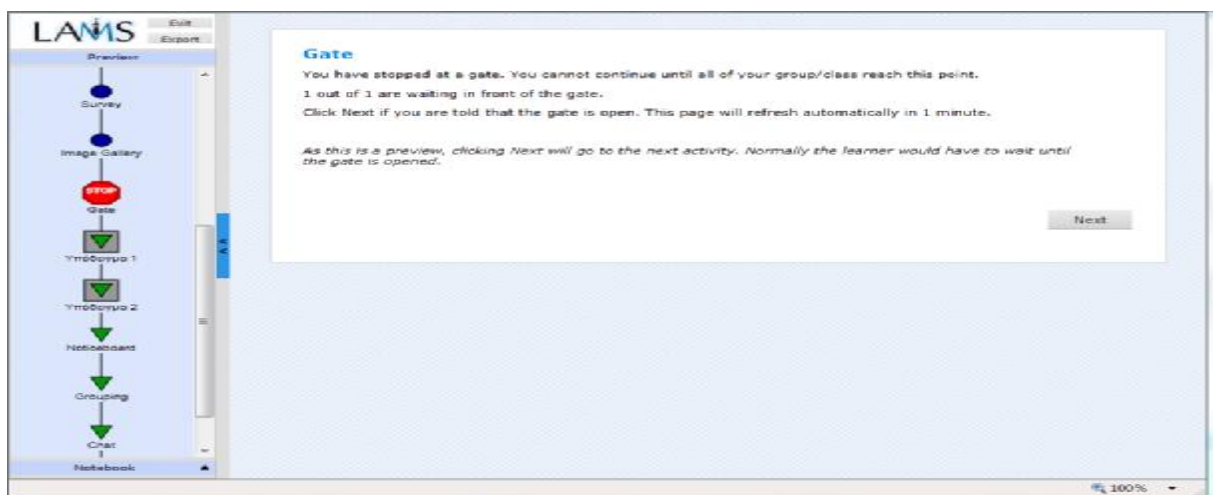 LAMS
Exit
Export
Preview
Survey
Image Gallery
STOP
Gate
Υπόδειγμα 1
Υπόδειγμα 2
Noticeboard
Grouping
Chat
Notebook
Gate
You have stopped at a gate. You cannot continue until all of your group/class reach this point.
1 out of 1 are waiting in front of the gate.
Click Next if you are told that the gate is open. This page will refresh automatically in 1 minute.
As this is a preview, clicking Next will go to the next activity. Normally the learner would have to wait until
the gate is opened.
Next
100%